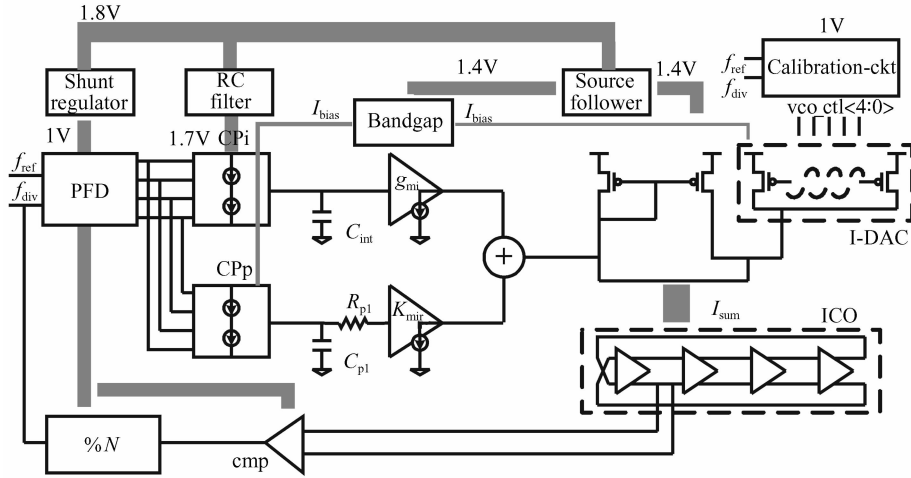 1.8V
1V
Shunt
regulator
RC
filter
1.4V
Source
follower
1.4V
f_ref
f_div
Calibration-ckt
vco_ctl<4:0>
I_bias
Bandgap
I_bias
1V
1.7V CPi
f_ref
f_div
PFD
g_mi
C_int
+
I-DAC
CPp
R_p1
K_mir
C_p1
I_sum
ICO
%N
cmp